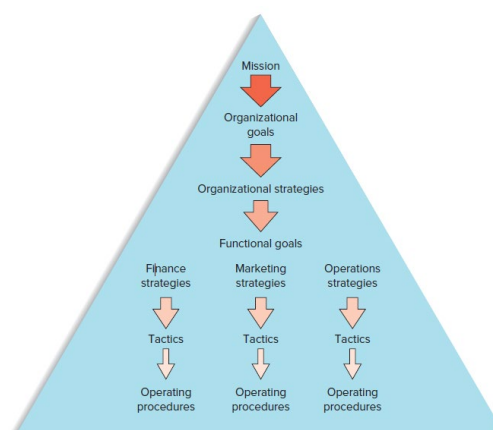 Mission
Organizational
goals
Organizational strategies
Functional goals
Finance
strategies
Marketing
strategies
Operations
strategies
Tactics
Tactics
Tactics
Operating
procedures
Operating
procedures
Operating
procedures